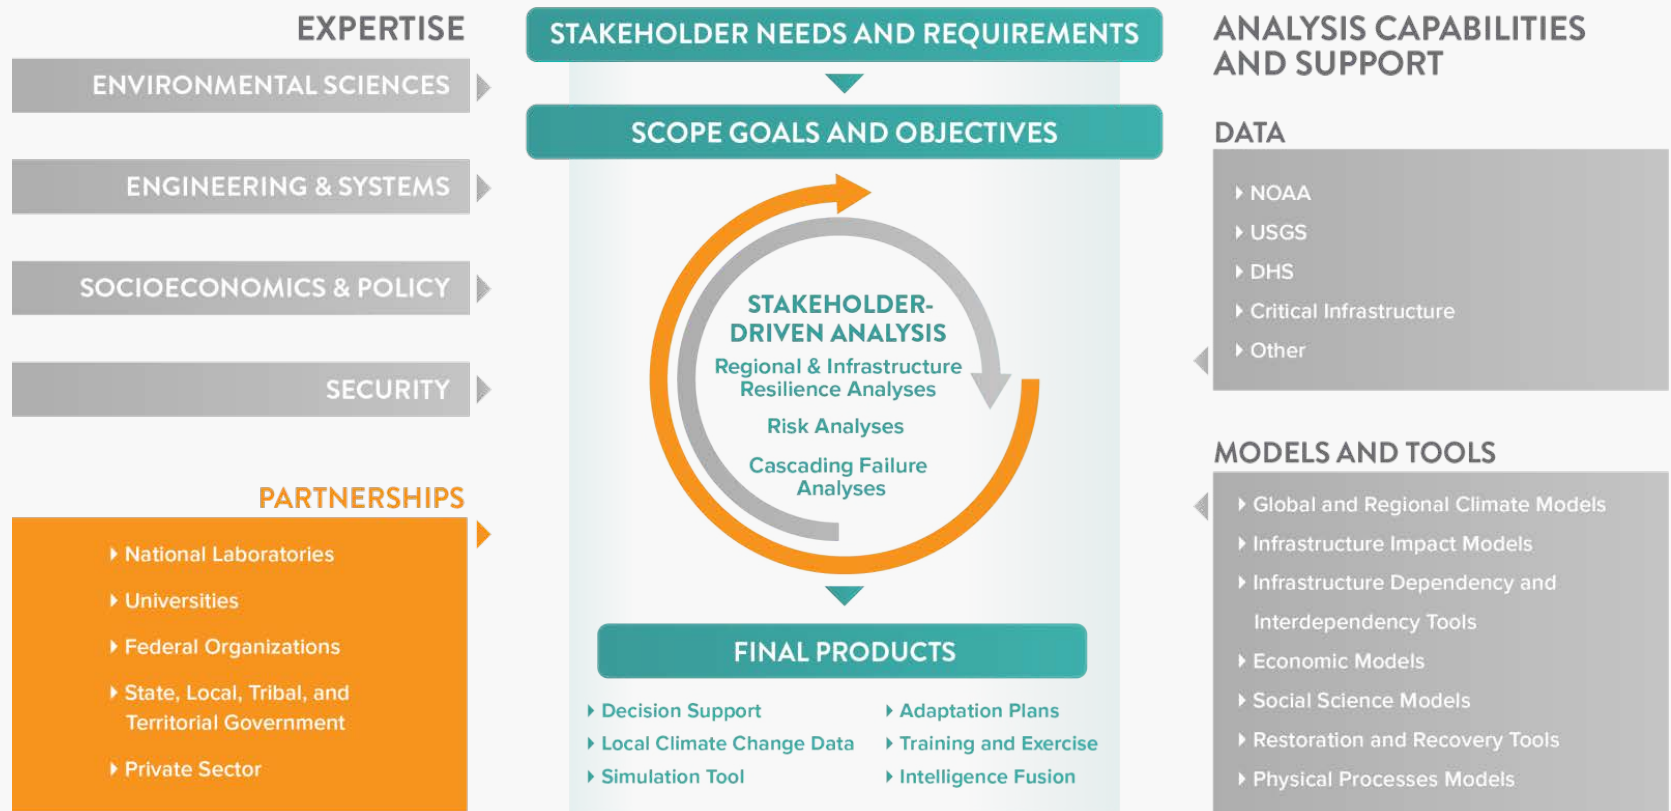 EXPERTISE
ENVIRONMENTAL SCIENCES
ENGINEERING & SYSTEMS
SOCIOECONOMICS & POLICY
SECURITY
PARTNERSHIPS
National Laboratories
Universities
Federal Organizations
State, Local, Tribal, and
Territorial Government
Private Sector
STAKEHOLDER NEEDS AND REQUIREMENTS
SCOPE GOALS AND OBJECTIVES
STAKEHOLDER-
DRIVEN ANALYSIS
Regional & Infrastructure
Resilience Analyses
Risk Analyses
Cascading Failure
Analyses
FINAL PRODUCTS
Decision Support
Local Climate Change Data
Simulation Tool
Adaptation Plans
Training and Exercise
Intelligence Fusion
ANALYSIS CAPABILITIES
AND SUPPORT
DATA
NOAA
USGS
DHS
Critical Infrastructure
Other
MODELS AND TOOLS
Global and Regional Climate Models
Infrastructure Impact Models
Infrastructure Dependency and
Interdependency Tools
Economic Models
Social Science Models
Restoration and Recovery Tools
Physical Processes Models